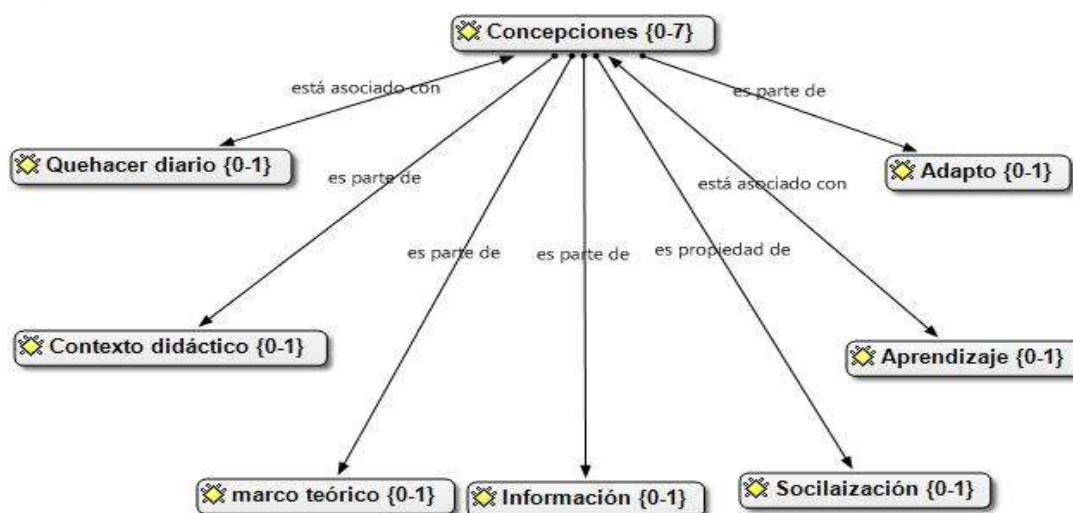 Concepciones {0-7}
está asociado con
es parte de
Quehacer diario {0-1}
es parte de
está asociado con
Adapto {0-1}
es parte de
es parte de
es propiedad de
Contexto didáctico {0-1}
Aprendizaje {0-1}
marco teórico {0-1}
Información {0-1}
Socilaización {0-1}